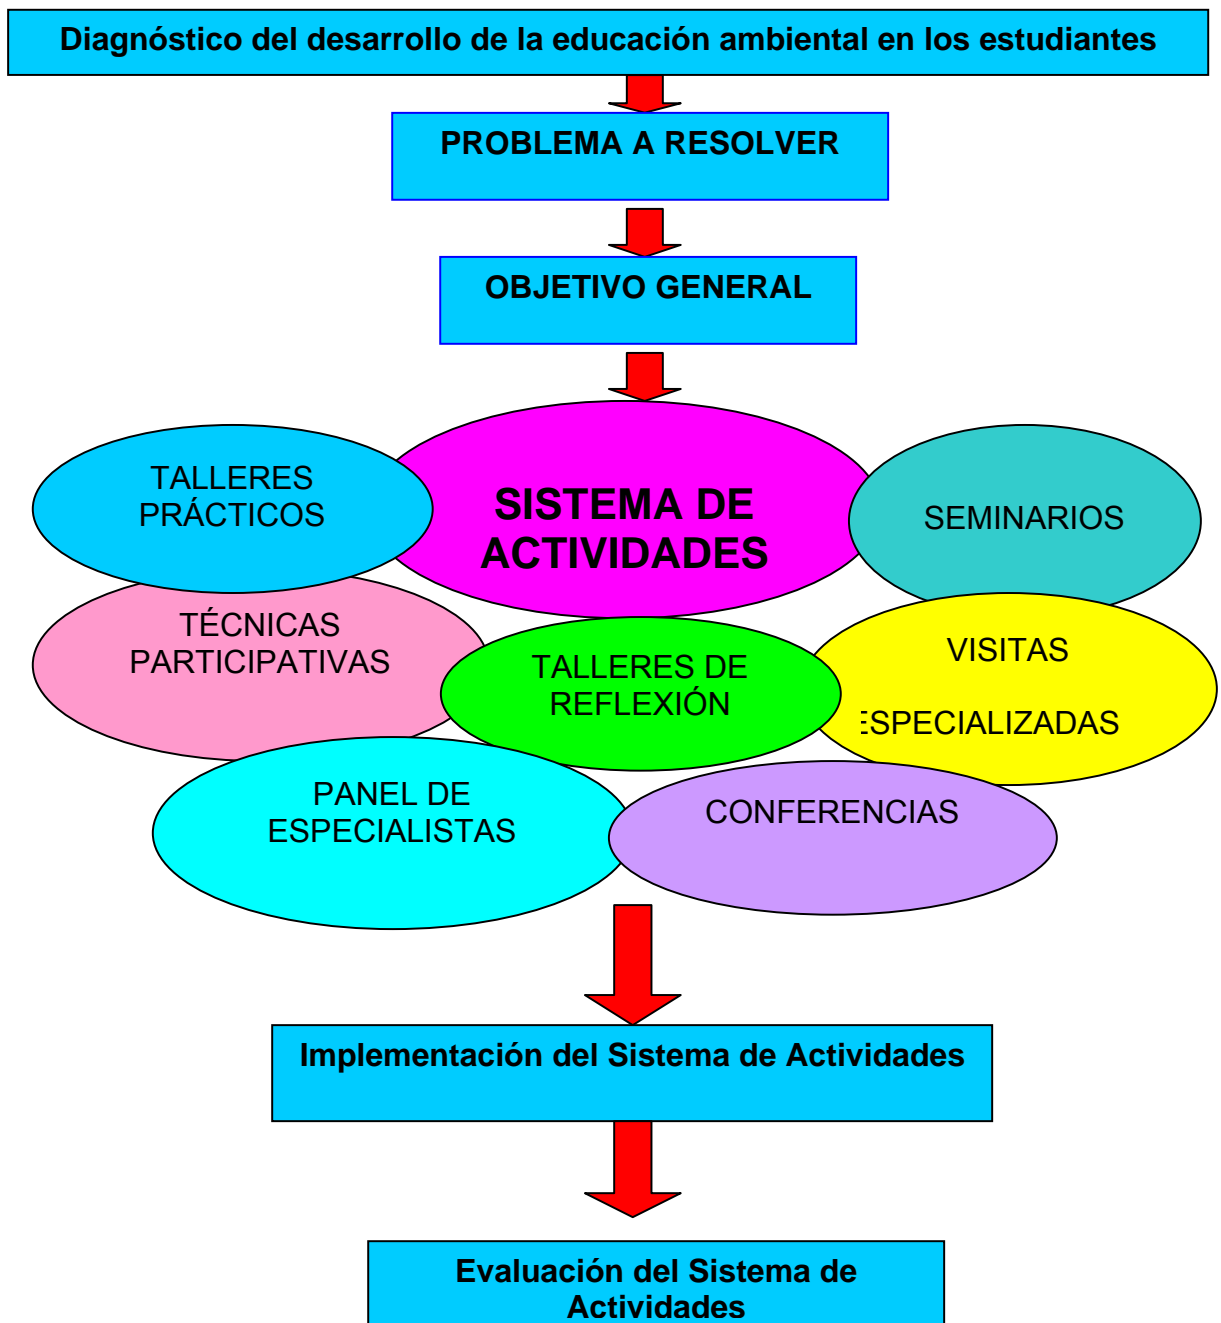 Diagnóstico del desarrollo de la educación ambiental en los estudiantes
PROBLEMA A RESOLVER
OBJETIVO GENERAL
SISTEMA DE
ACTIVIDADES
TALLERES
PRÁCTICOS
SEMINARIOS
TÉCNICAS
PARTICIPATIVAS
TALLERES DE
REFLEXIÓN
VISITAS
ESPECIALIZADAS
PANEL DE
ESPECIALISTAS
CONFERENCIAS
Implementación del Sistema de Actividades
Evaluación del Sistema de
Actividades